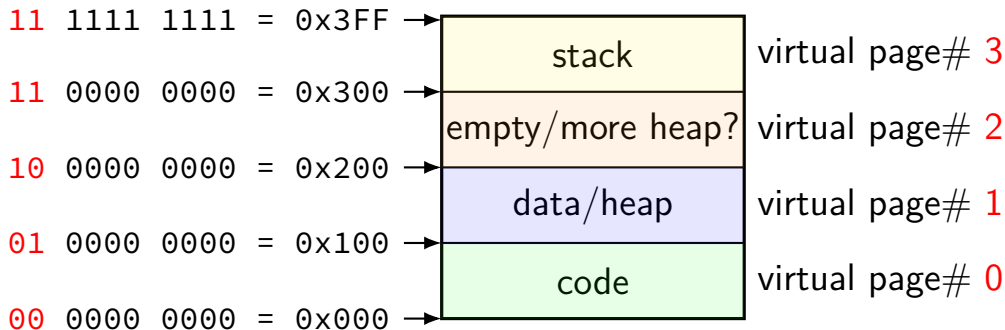 11 1111 1111 = 0x3FF
stack
virtual page# 3
11 0000 0000 = 0x300
empty/more heap?
virtual page# 2
10 0000 0000 = 0x200
data/heap
virtual page# 1
01 0000 0000 = 0x100
code
virtual page# 0
00 0000 0000 = 0x000